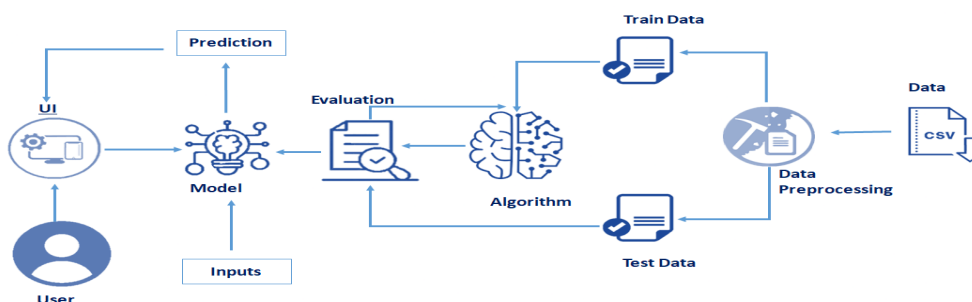 Train Data
Prediction
Data
Evaluation
UI
CSV
Model
Algorithm
Data
Preprocessing
Inputs
Test Data
User